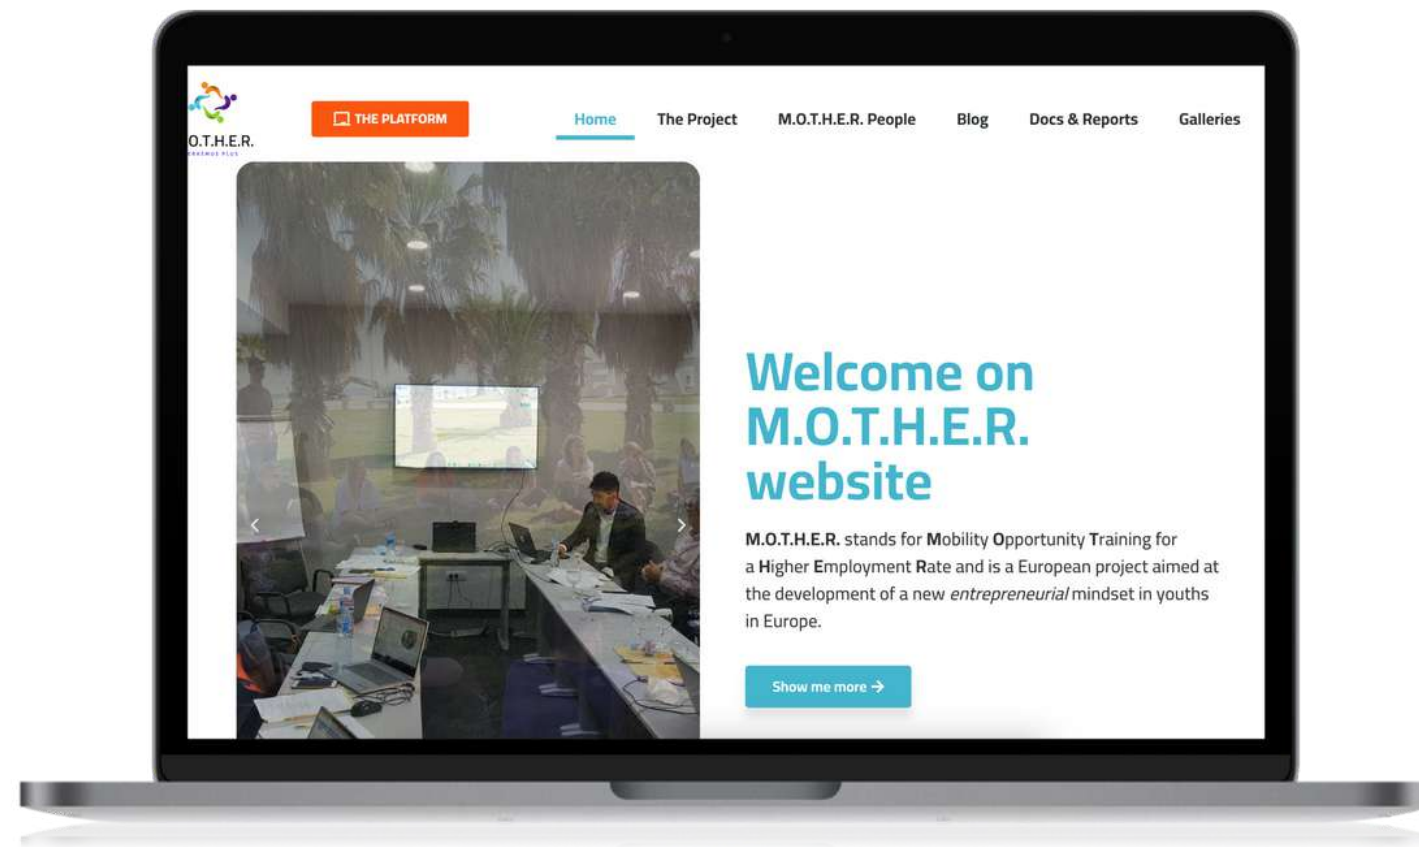 O.T.H.E.R.
ERASMUS PLUS
THE PLATFORM
Home
The Project
M.O.T.H.E.R. People
Blog
Docs & Reports
Galleries
Welcome on
M.O.T.H.E.R.
website
M.O.T.H.E.R. stands for Mobility Opportunity Training for
a Higher Employment Rate and is a European project aimed at
the development of a new entrepreneurial mindset in youths
in Europe.
Show me more →